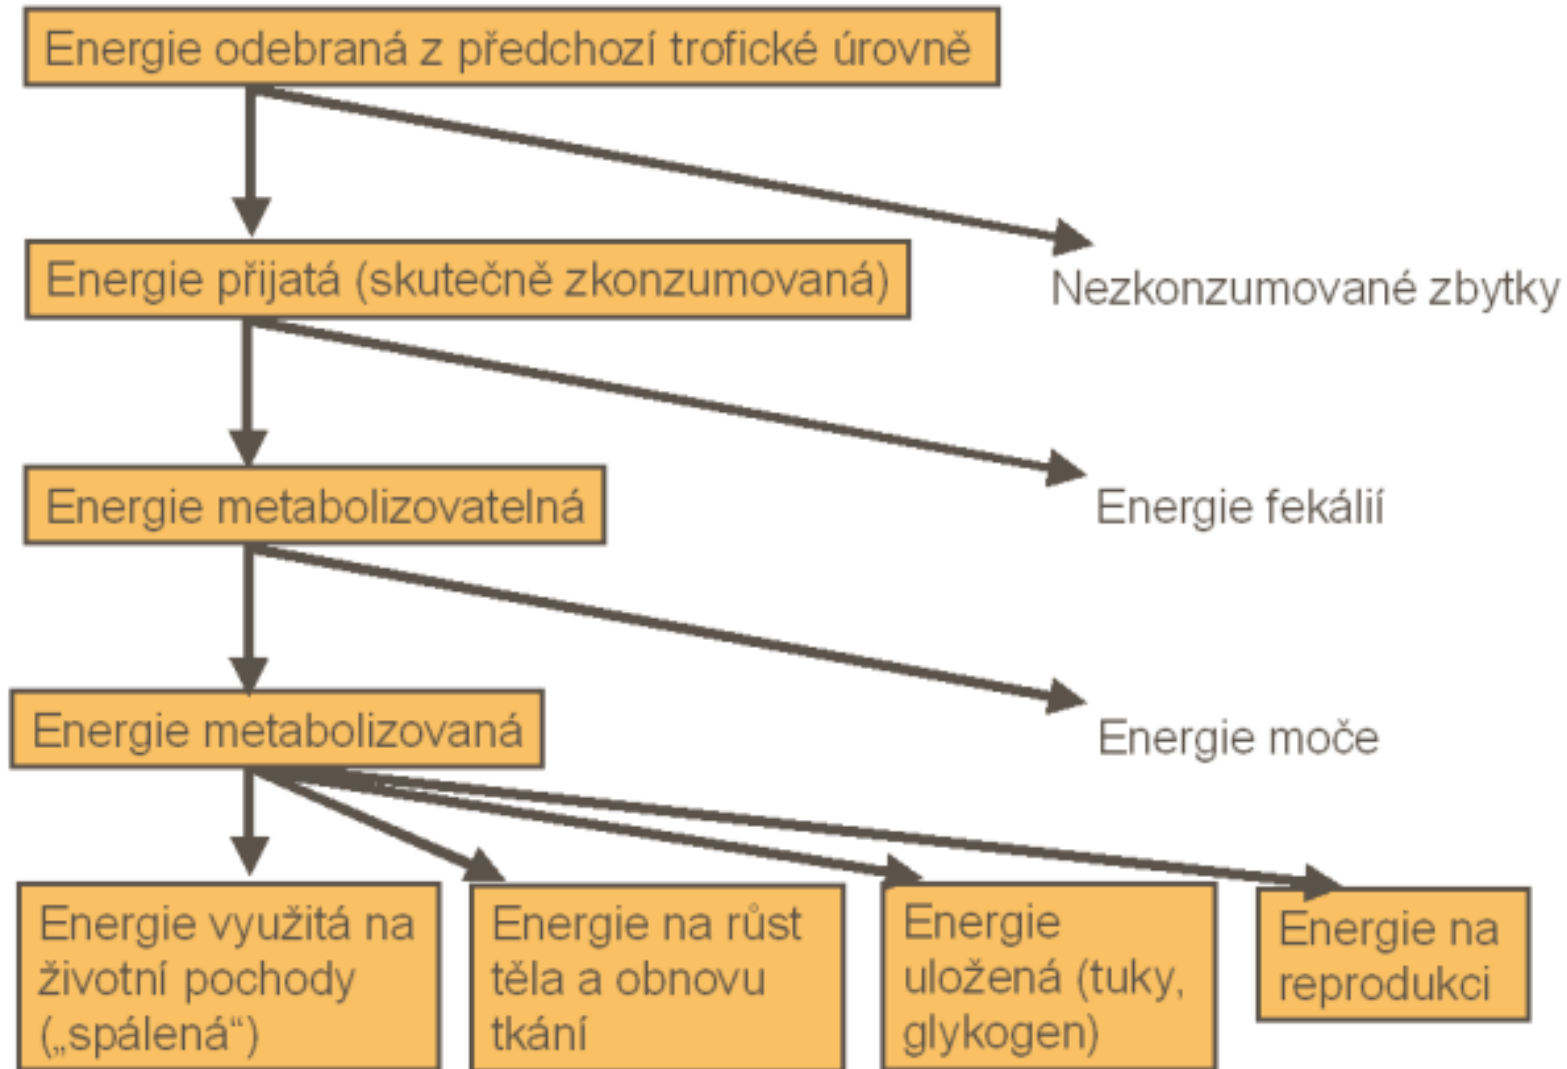 Energie odebraná z předchozí trofické úrovně
Energie přijatá (skutečně zkonzumovaná)
Nezkonzumované zbytky
Energie metabolizovatelná
Energie fekálií
Energie metabolizovaná
Energie moče
Energie využitá na
životní pochody
(„spálená“)
Energie na růst
těla a obnovu
tkání
Energie
uložená (tuky,
glykogen)
Energie na
reprodukci